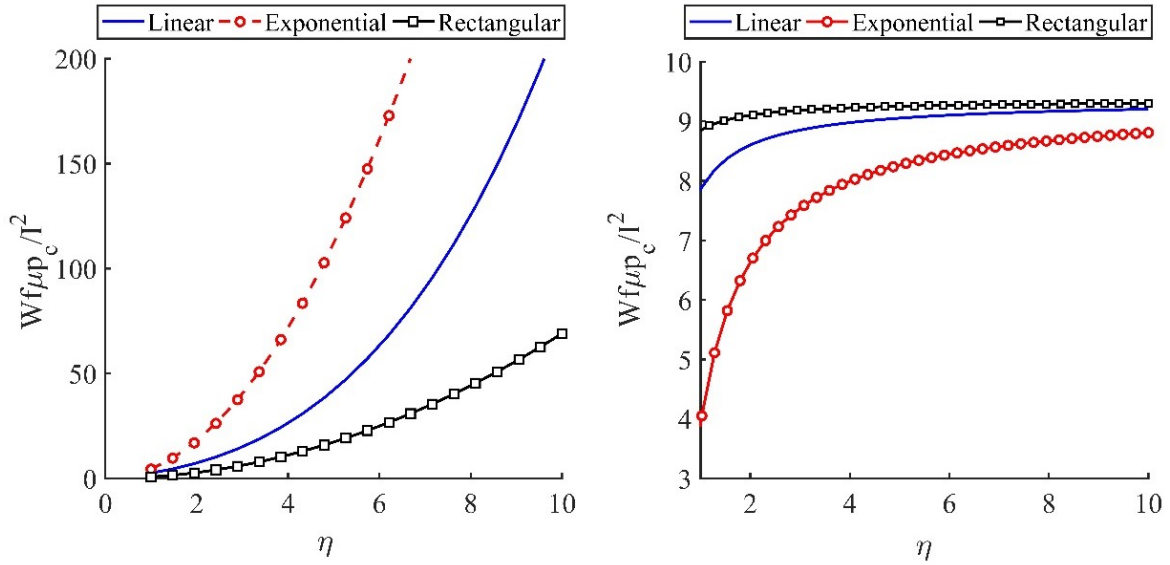 Linear Exponential Rectangular
200
150
100
50
0
0 2 4 6 8 10
Wfμp_c/I^2
η
Linear Exponential Rectangular
10
9
8
7
6
5
4
3
2 4 6 8 10
Wfμp_c/I^2
η